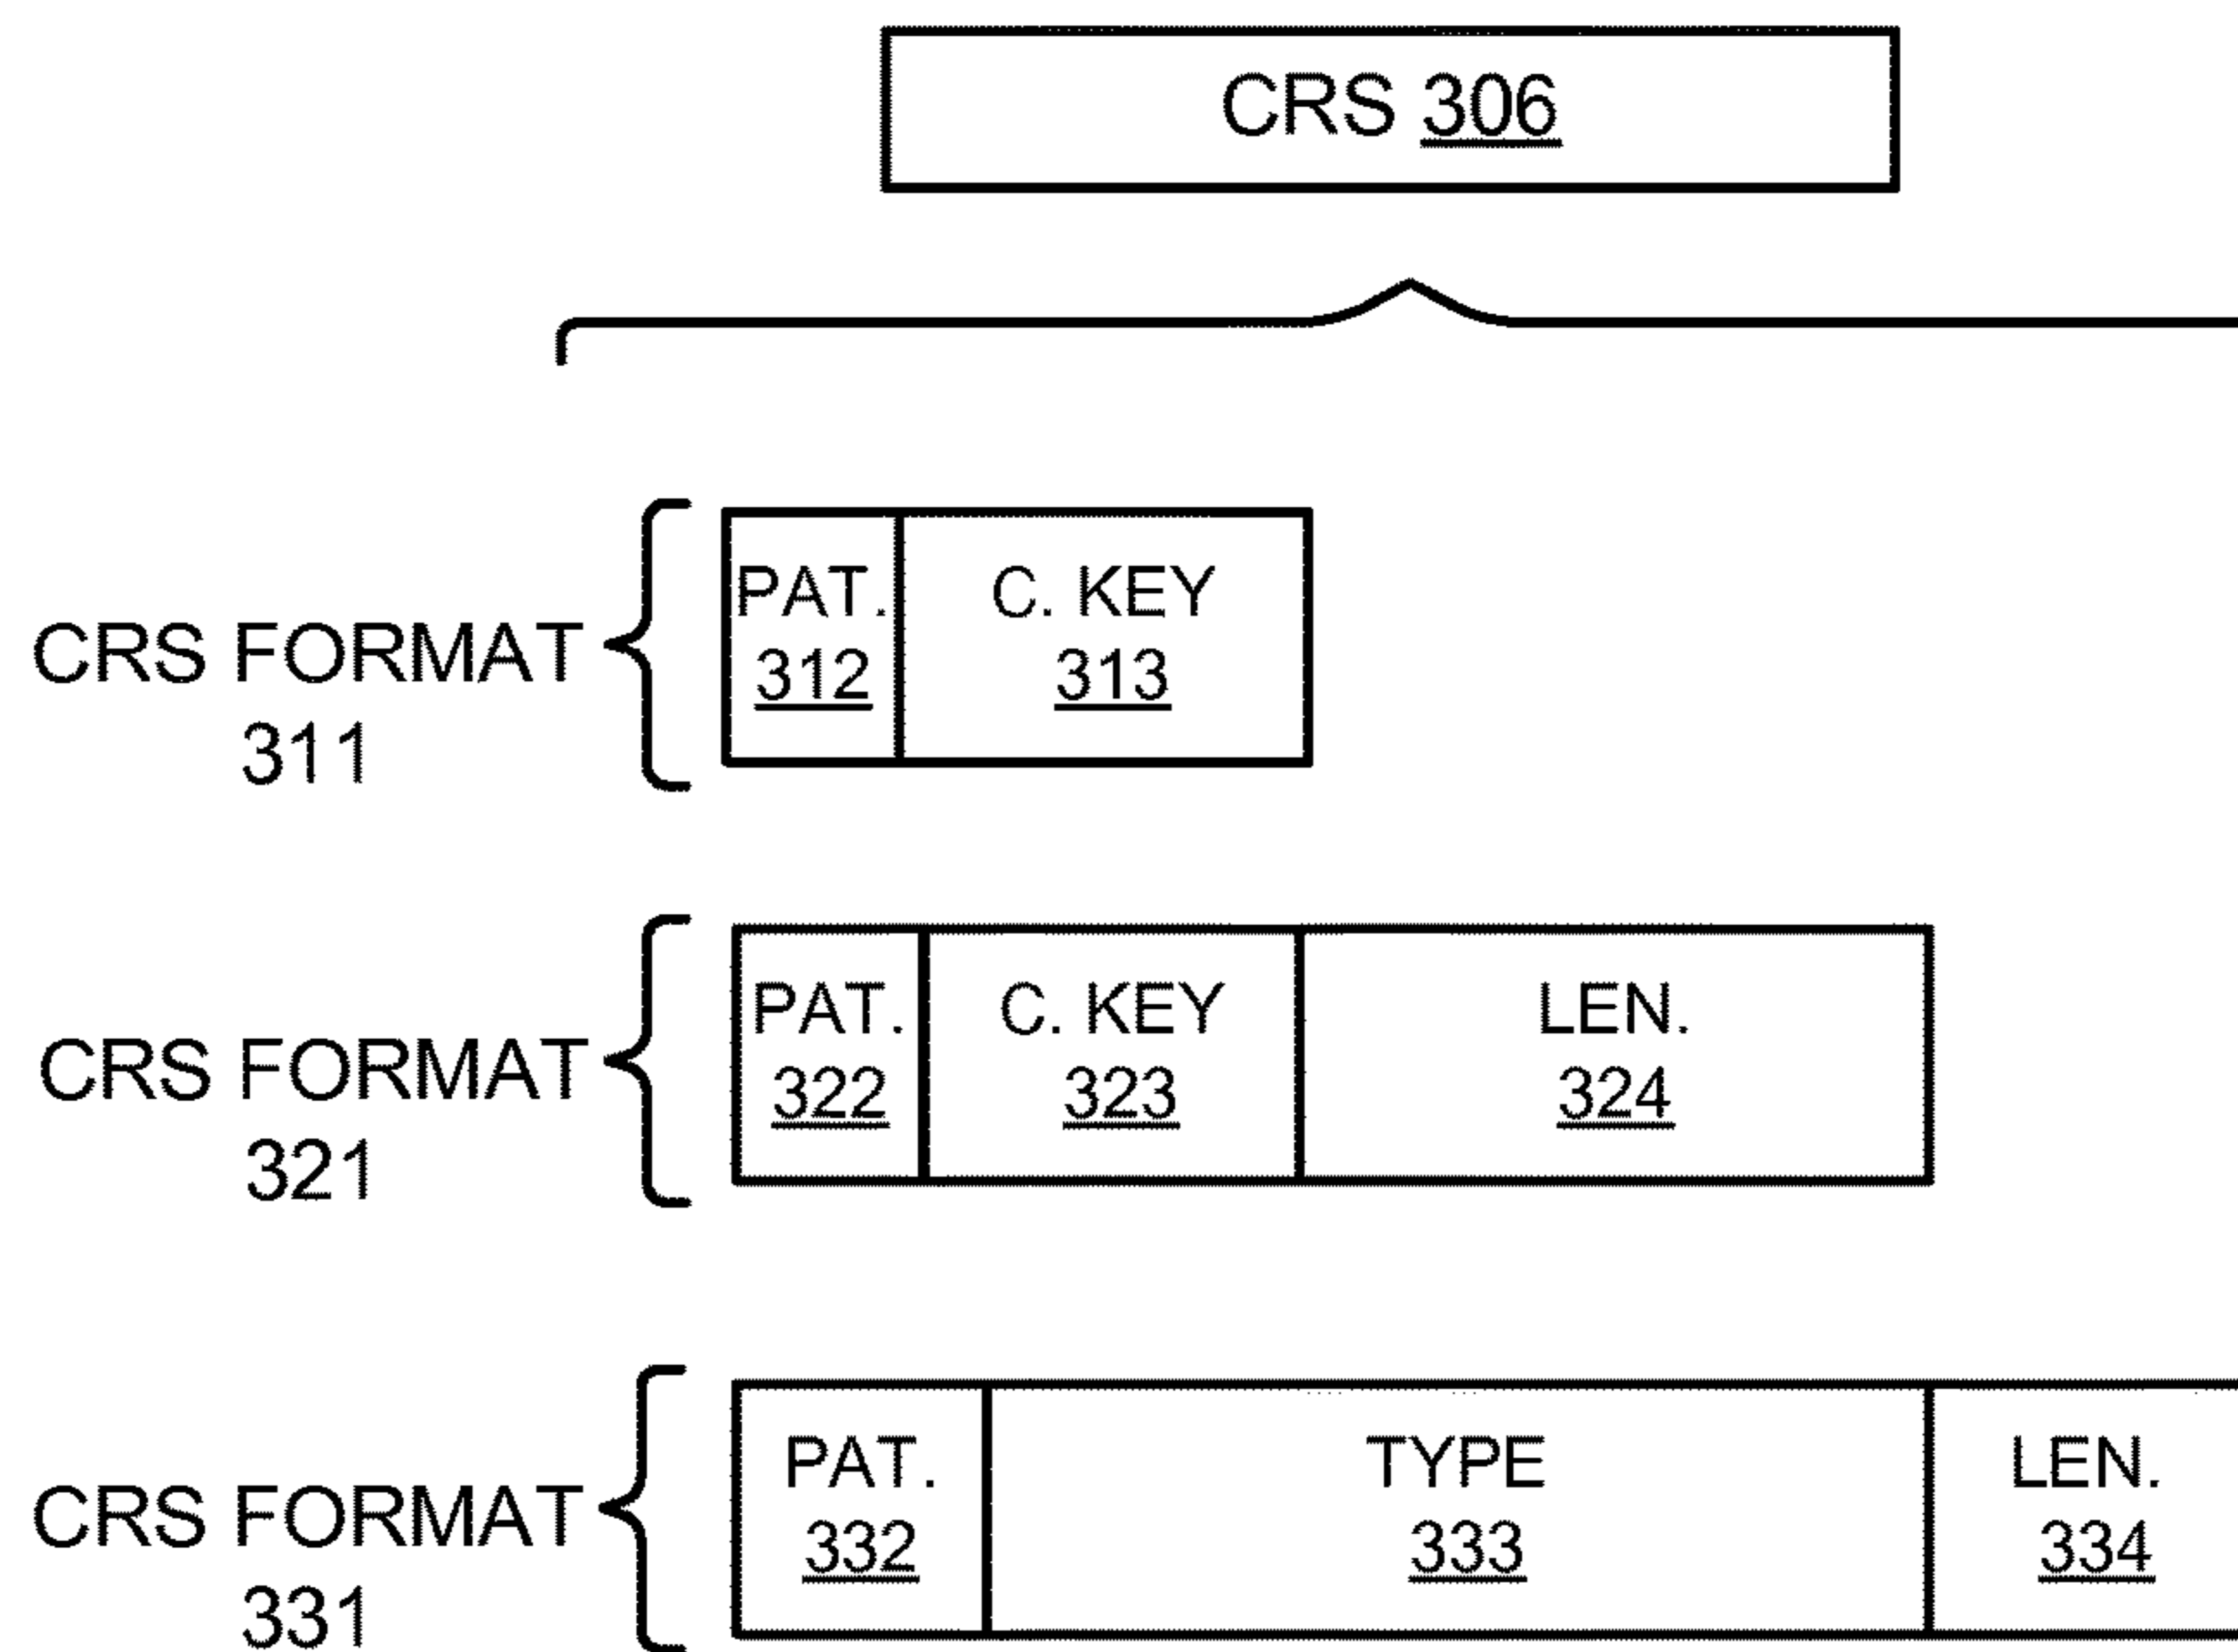 CRS 306
PAT. C. KEY
312 313
CRS FORMAT
311
PAT. C. KEY LEN.
322 323 324
CRS FORMAT
321
PAT. TYPE LEN.
332 333 334
CRS FORMAT
331